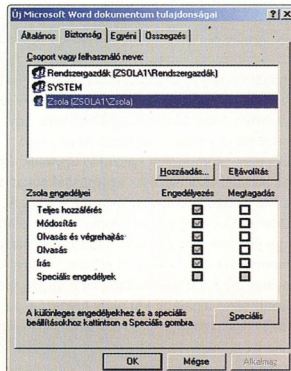 Új Microsoft Word dokumentum tulajdonságai
Általános Biztonság Egyéni Összegzés
Csoport vagy felhasználó neve:
Rendszergazdák (ZSOLA1\Rendszergazdák)
SYSTEM
Zsola (ZSOLA1\Zsola)
Hozzáadás... Eltávolítás
Zsola engedélyei Engedélyezés Megtagadás
Teljes hozzáférés
Módosítás
Olvasás és végrehajtás
Olvasás
Írás
Speciális engedélyek
A különleges engedélyekhez és a speciális
beállításokhoz kattintson a Speciális gombra.
Speciális
OK Mégse Alkalmaz